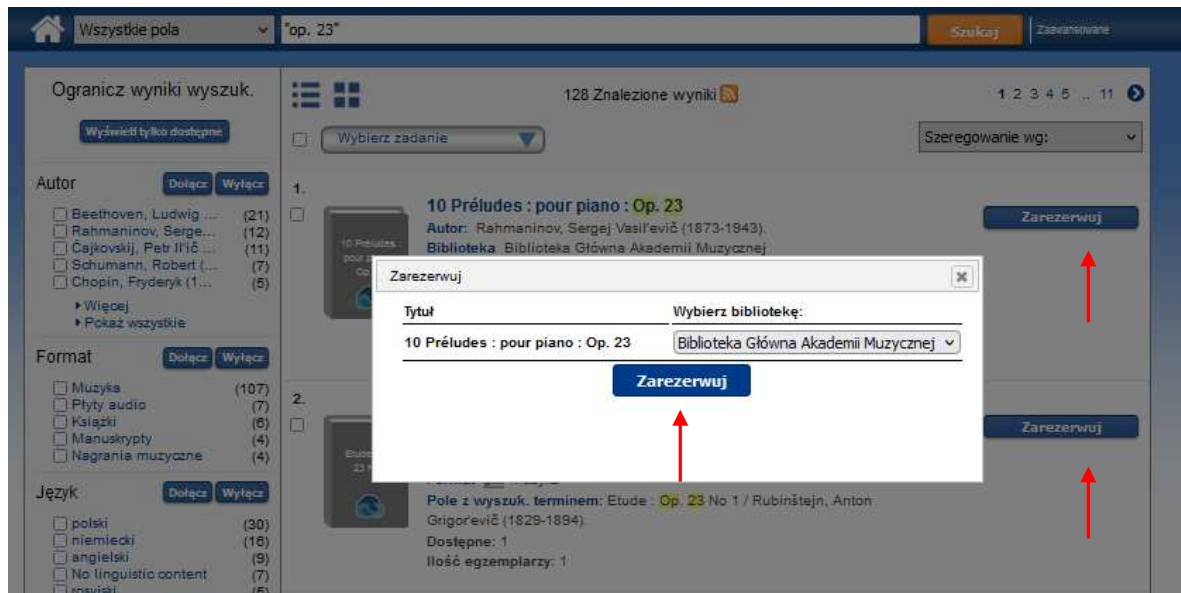 Wszystkie pola "op. 23" Szukaj Zaawansowane
Ogranicz wyniki wyszuk.
Wyświetl tylko dostępne
Autor Dołącz Wyłącz
Beethoven, Ludwig ... (21)
Rahmaninov, Serge... (12)
Čajkovskij, Petr Il'ič ... (11)
Schumann, Robert (... (7)
Chopin, Fryderyk (1... (5)
Więcej
Pokaż wszystkie
Format Dołącz Wyłącz
Muzyka (107)
Płyty audio (7)
Książki (6)
Manuskrypty (4)
Nagrania muzyczne (4)
Język Dołącz Wyłącz
polski (30)
niemiecki (16)
angielski (9)
No linguistic content (7)
rosyjski (5)
128 Znalezione wyniki 1 2 3 4 5 .. 11
Wybierz zadanie Szeregowanie wg:
1.
10 Préludes : pour piano : Op. 23
Autor: Rahmaninov, Sergej Vasil'evič (1873-1943).
Biblioteka Biblioteka Główna Akademii Muzycznej
Zarezerwuj
10 Préludes :
Zarezerwuj
Tytuł Wybierz bibliotekę:
10 Préludes : pour piano : Op. 23 Biblioteka Główna Akademii Muzycznej
Zarezerwuj
2.
Zarezerwuj
Pole z wyszuk. terminem: Etude : Op. 23 No 1 / Rubinštejn, Anton
Grigor'evič (1829-1894).
Dostępne: 1
Ilość egzemplarzy: 1